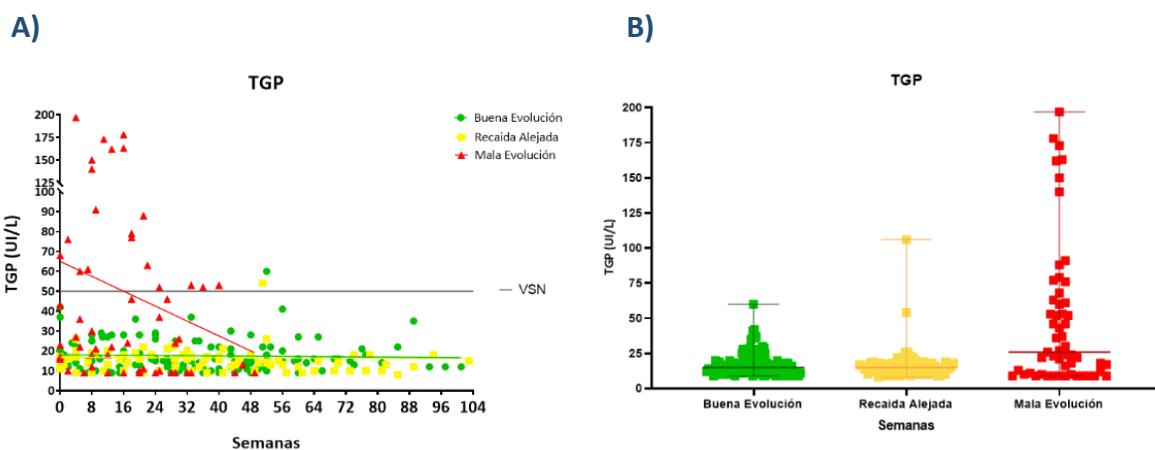 A)
TGP
200
175
150
125
100
90
80
70
60
50
40
30
20
10
0
TGP (UI/L)
Buena Evolución
Recaida Alejada
Mala Evolución
VSN
0 8 16 24 32 40 48 56 64 72 80 88 96 104
Semanas
B)
TGP
200
175
150
125
100
75
50
25
0
TGP (UI/L)
Buena Evolución Recaida Alejada Mala Evolución
Semanas